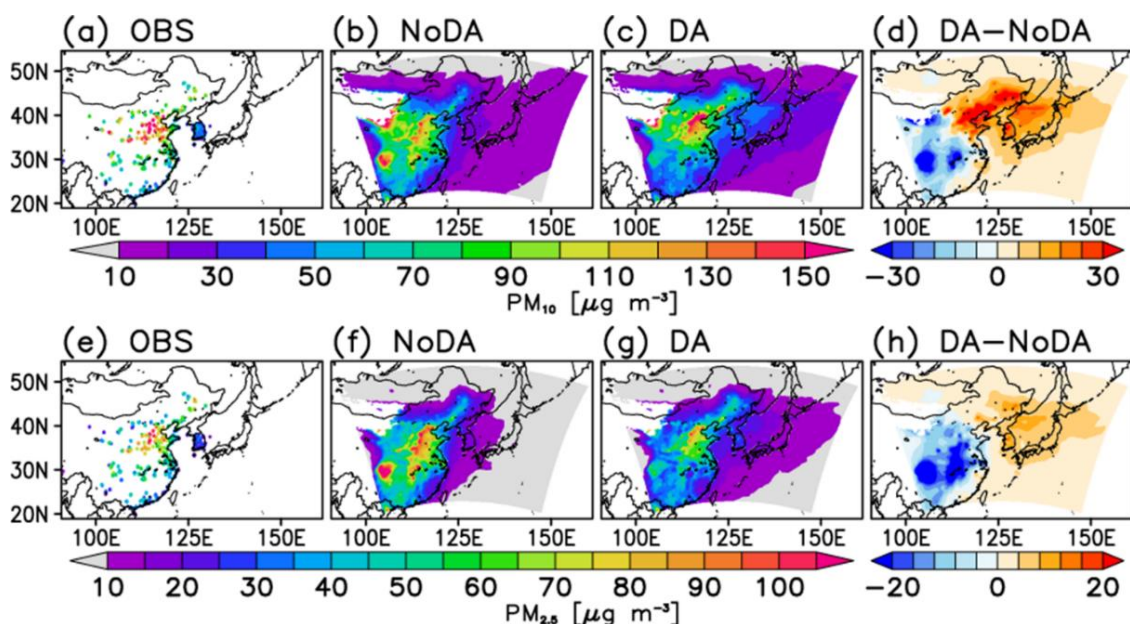 (a) OBS (b) NoDA (c) DA (d) DA−NoDA
50N
40N
30N
20N
100E 125E 150E 100E 125E 150E 100E 125E 150E 100E 125E 150E
10 30 50 70 90 110 130 150 −30 0 30
PM₁₀ [μg m⁻³]
(e) OBS (f) NoDA (g) DA (h) DA−NoDA
50N
40N
30N
20N
100E 125E 150E 100E 125E 150E 100E 125E 150E 100E 125E 150E
10 20 30 40 50 60 70 80 90 100 −20 0 20
PM₂.₅ [μg m⁻³]